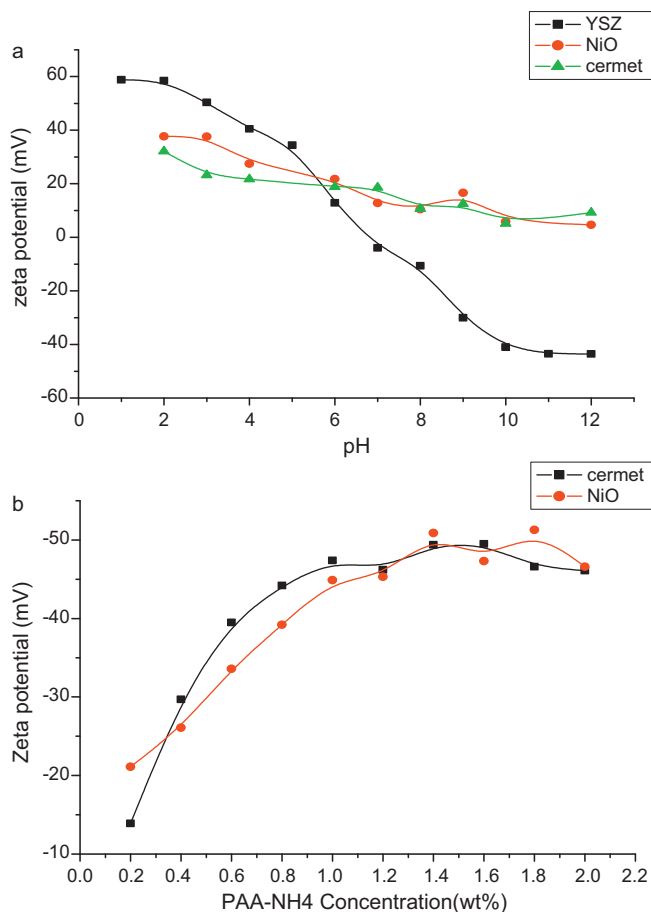 a
YSZ
NiO
cermet
zeta potential (mV)
60
40
20
0
-20
-40
-60
0 2 4 6 8 10 12
pH
b
cermet
NiO
Zeta potential (mV)
-50
-40
-30
-20
-10
0.2 0.4 0.6 0.8 1.0 1.2 1.4 1.6 1.8 2.0 2.2
PAA-NH4 Concentration(wt%)